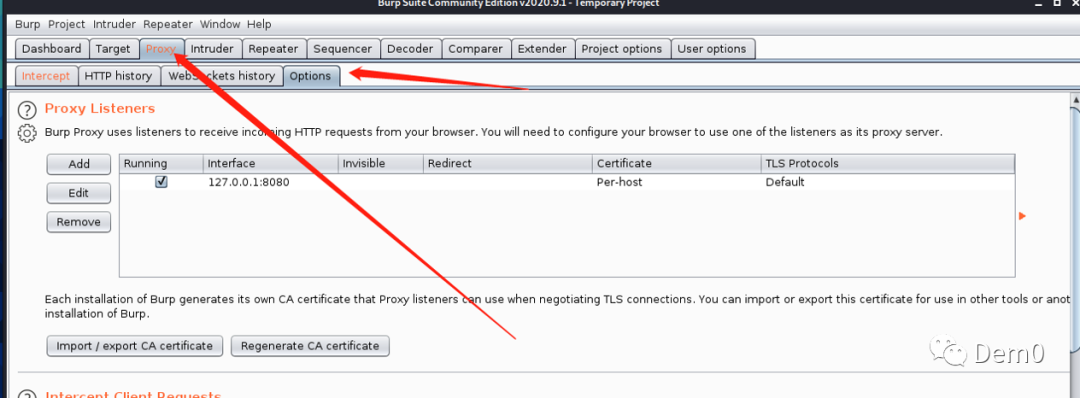 Burp Suite Community Edition v2020.9.1 - Temporary Project
Burp Project Intruder Repeater Window Help
Dashboard Target Proxy Intruder Repeater Sequencer Decoder Comparer Extender Project options User options
Intercept HTTP history WebSockets history Options
? Proxy Listeners
Burp Proxy uses listeners to receive incoming HTTP requests from your browser. You will need to configure your browser to use one of the listeners as its proxy server.
Add Running Interface Invisible Redirect Certificate TLS Protocols
127.0.0.1:8080 Per-host Default
Edit
Remove
Each installation of Burp generates its own CA certificate that Proxy listeners can use when negotiating TLS connections. You can import or export this certificate for use in other tools or anot
installation of Burp.
Import / export CA certificate Regenerate CA certificate
Dem0
? Intercept Client Requests